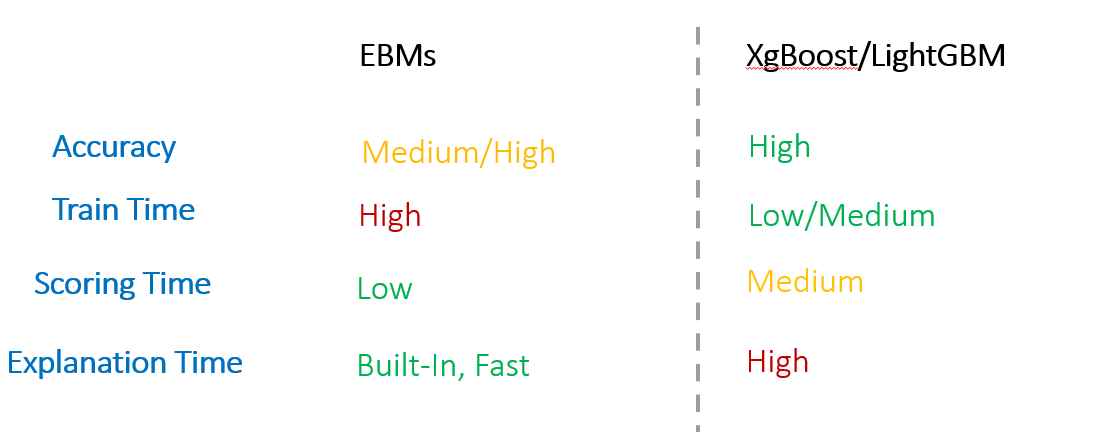 EBMs XgBoost/LightGBM
Accuracy Medium/High High
Train Time High Low/Medium
Scoring Time Low Medium
Explanation Time Built-In, Fast High